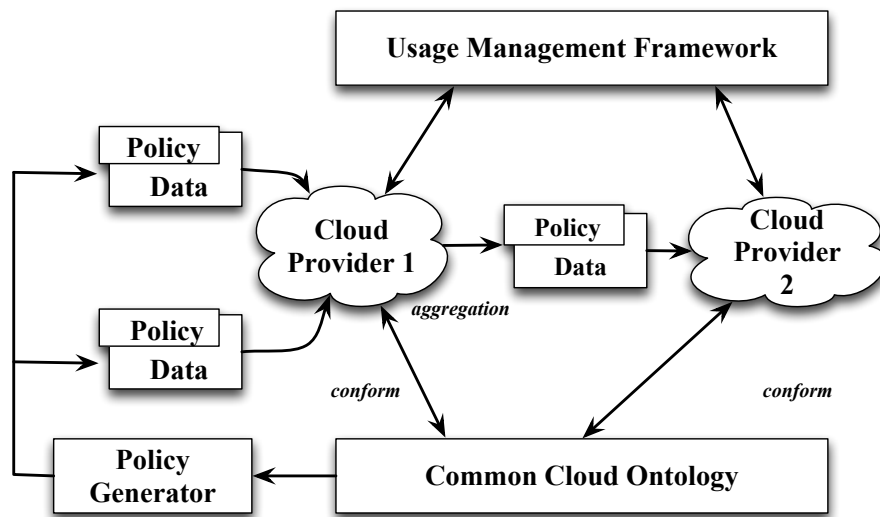 Usage Management Framework
Policy
Data
Cloud
Provider 1
Policy
Data
Cloud
Provider
2
aggregation
Policy
Data
conform
conform
Policy
Generator
Common Cloud Ontology